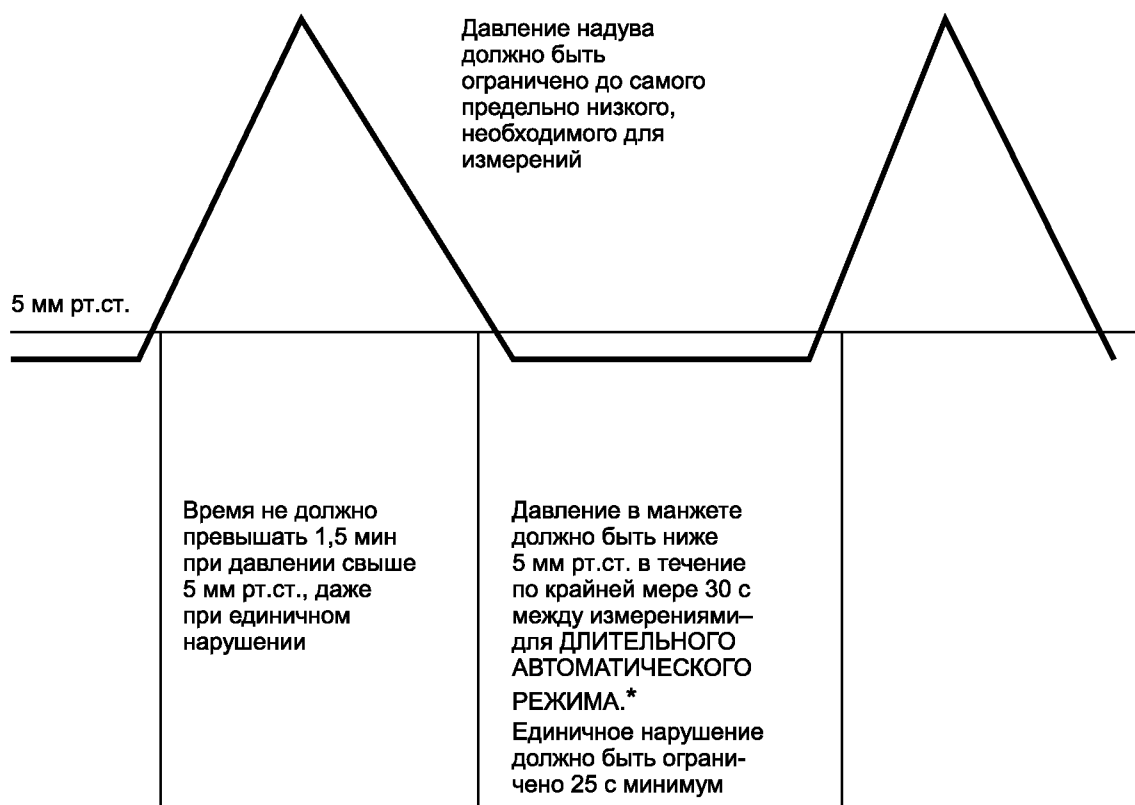 Давление надува
должно быть
ограничено до самого
предельно низкого,
необходимого для
измерений
5 мм рт.ст.
Время не должно
превышать 1,5 мин
при давлении свыше
5 мм рт.ст., даже
при единичном
нарушении
Давление в манжете
должно быть ниже
5 мм рт.ст. в течение
по крайней мере 30 с
между измерениями–
для ДЛИТЕЛЬНОГО
АВТОМАТИЧЕСКОГО
РЕЖИМА.*
Единичное нарушение
должно быть ограни-
чено 25 с минимум